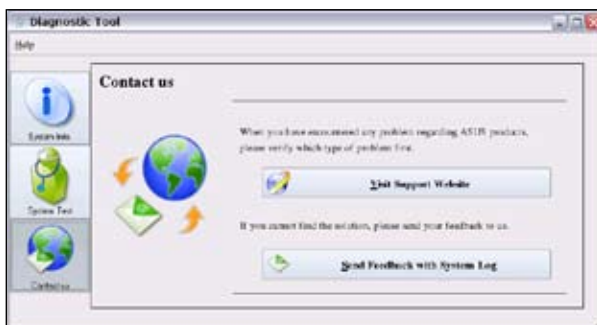 Diagnostic Tool
Help
System Info
System Test
Contact us
Contact us
When you have encountered any problem regarding ASUS products,
please verify which type of problem first.
Visit Support Website
If you cannot find the solution, please send your feedback to us.
Send Feedback with System Log